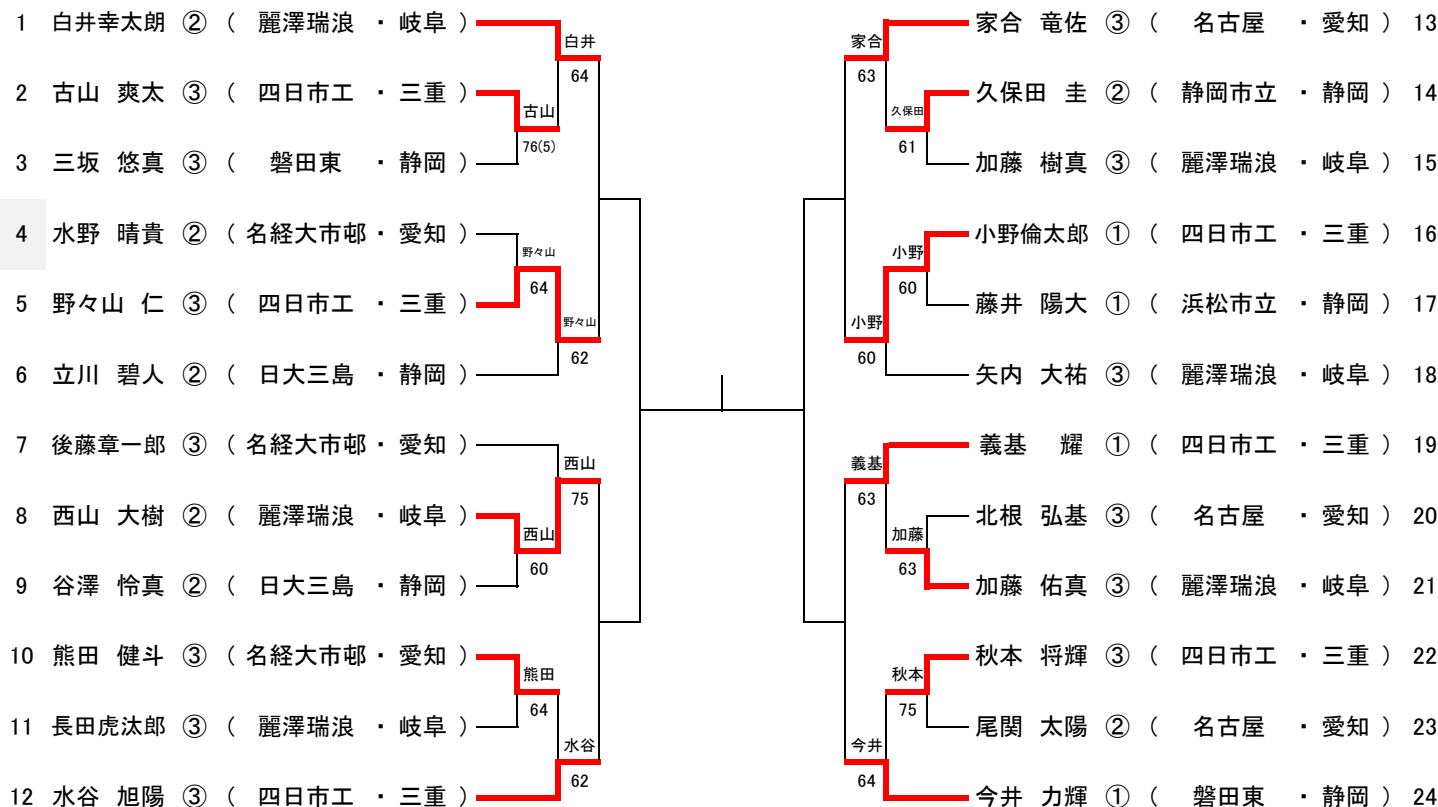 1 白井幸太朗 ② ( 麗澤瑞浪 ・ 岐阜 )
白井
64
2 古山 爽太 ③ ( 四日市工 ・ 三重 )
古山
76(5)
3 三坂 悠真 ③ ( 磐田東 ・ 静岡 )
4 水野 晴貴 ② ( 名経大市邨 ・ 愛知 )
野々山
64
5 野々山 仁 ③ ( 四日市工 ・ 三重 )
野々山
62
6 立川 碧人 ② ( 日大三島 ・ 静岡 )
7 後藤章一郎 ③ ( 名経大市邨 ・ 愛知 )
西山
75
8 西山 大樹 ② ( 麗澤瑞浪 ・ 岐阜 )
西山
60
9 谷澤 怜真 ② ( 日大三島 ・ 静岡 )
10 熊田 健斗 ③ ( 名経大市邨 ・ 愛知 )
熊田
64
11 長田虎汰郎 ③ ( 麗澤瑞浪 ・ 岐阜 )
水谷
62
12 水谷 旭陽 ③ ( 四日市工 ・ 三重 )
家合 竜佐 ③ ( 名古屋 ・ 愛知 ) 13
家合
63
久保田 圭 ② ( 静岡市立 ・ 静岡 ) 14
久保田
61
加藤 樹真 ③ ( 麗澤瑞浪 ・ 岐阜 ) 15
小野倫太郎 ① ( 四日市工 ・ 三重 ) 16
小野
60
藤井 陽大 ① ( 浜松市立 ・ 静岡 ) 17
小野
60
矢内 大祐 ③ ( 麗澤瑞浪 ・ 岐阜 ) 18
義基 耀 ① ( 四日市工 ・ 三重 ) 19
義基
63
北根 弘基 ③ ( 名古屋 ・ 愛知 ) 20
加藤
63
加藤 佑真 ③ ( 麗澤瑞浪 ・ 岐阜 ) 21
秋本 将輝 ③ ( 四日市工 ・ 三重 ) 22
秋本
75
尾関 太陽 ② ( 名古屋 ・ 愛知 ) 23
今井
64
今井 力輝 ① ( 磐田東 ・ 静岡 ) 24